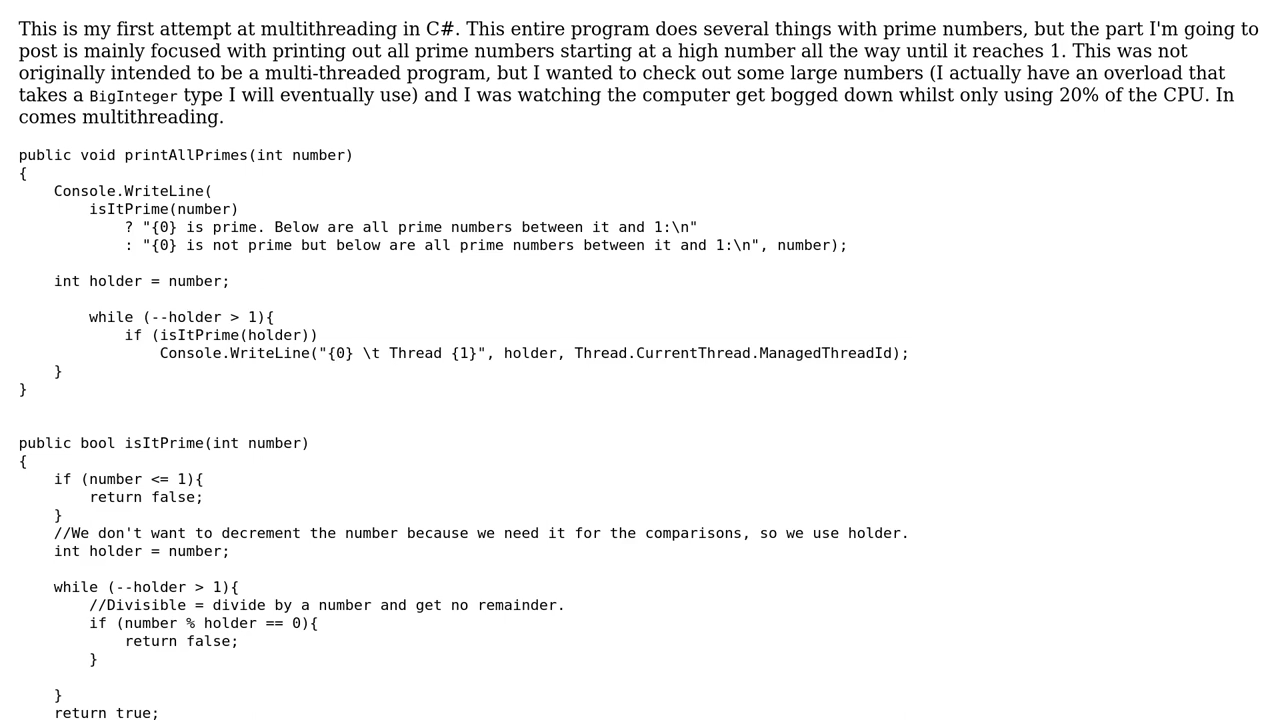 This is my first attempt at multithreading in C#. This entire program does several things with prime numbers, but the part I'm going to
post is mainly focused with printing out all prime numbers starting at a high number all the way until it reaches 1. This was not
originally intended to be a multi-threaded program, but I wanted to check out some large numbers (I actually have an overload that
takes a BigInteger type I will eventually use) and I was watching the computer get bogged down whilst only using 20% of the CPU. In
comes multithreading.
public void printAllPrimes(int number)
{
    Console.WriteLine(
        isItPrime(number)
            ? "{0} is prime. Below are all prime numbers between it and 1:\n"
            : "{0} is not prime but below are all prime numbers between it and 1:\n", number);

    int holder = number;

        while (--holder > 1){
            if (isItPrime(holder))
                Console.WriteLine("{0} \t Thread {1}", holder, Thread.CurrentThread.ManagedThreadId);
    }
}


public bool isItPrime(int number)
{
    if (number <= 1){
        return false;
    }
    //We don't want to decrement the number because we need it for the comparisons, so we use holder.
    int holder = number;

    while (--holder > 1){
        //Divisible = divide by a number and get no remainder.
        if (number % holder == 0){
            return false;
        }

    }
    return true;